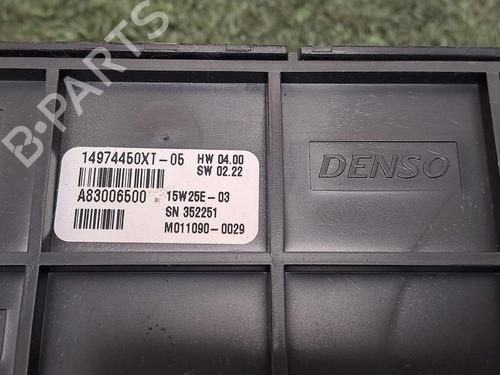 14974450XT-05 HW 04.00
SW 02.22
A83006500 15W25E-03
SN 352251
M011090-0029
DENSO
B-PARTS